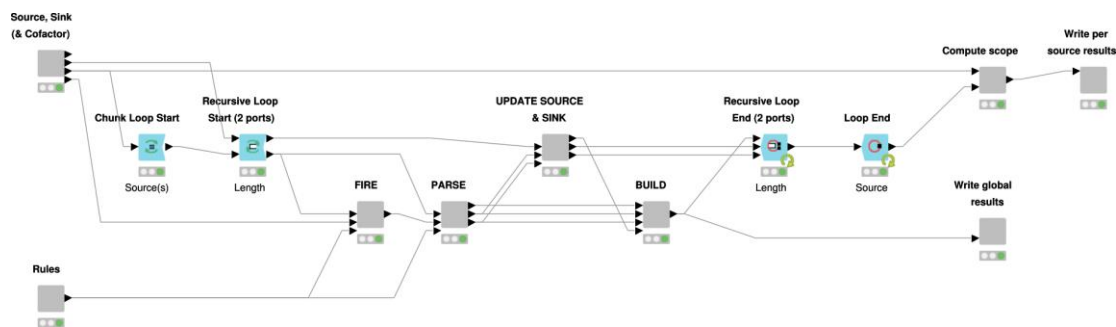 Source, Sink
(& Cofactor)
Write per
source results
Compute scope
Chunk Loop Start
Recursive Loop
Start (2 ports)
UPDATE SOURCE
& SINK
Recursive Loop
End (2 ports)
Loop End
Source(s)
Length
FIRE
PARSE
BUILD
Length
Source
Write global
results
Rules